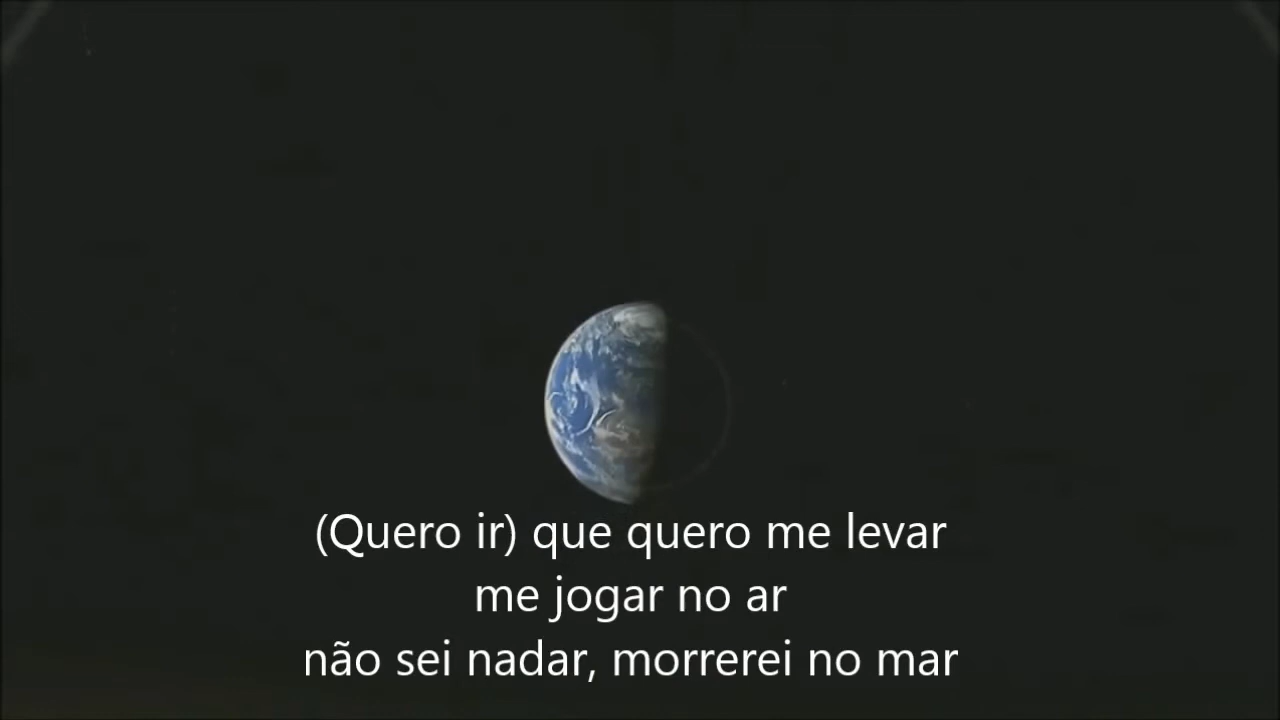 (Quero ir) que quero me levar
me jogar no ar
não sei nadar, morrerei no mar